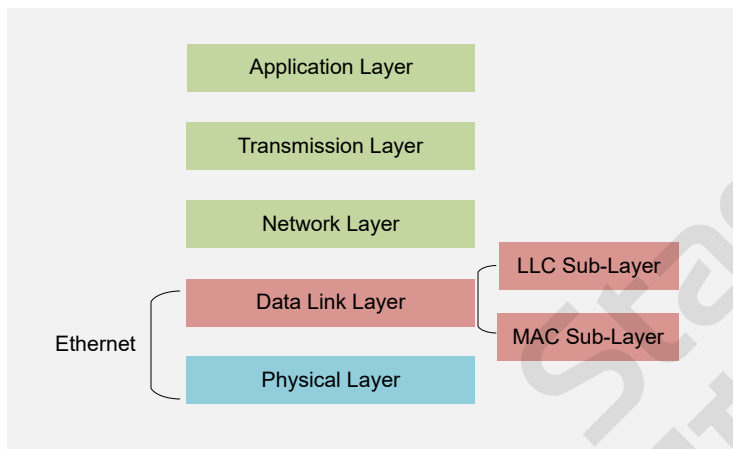 Application Layer
Transmission Layer
Network Layer
LLC Sub-Layer
Data Link Layer
MAC Sub-Layer
Ethernet
Physical Layer